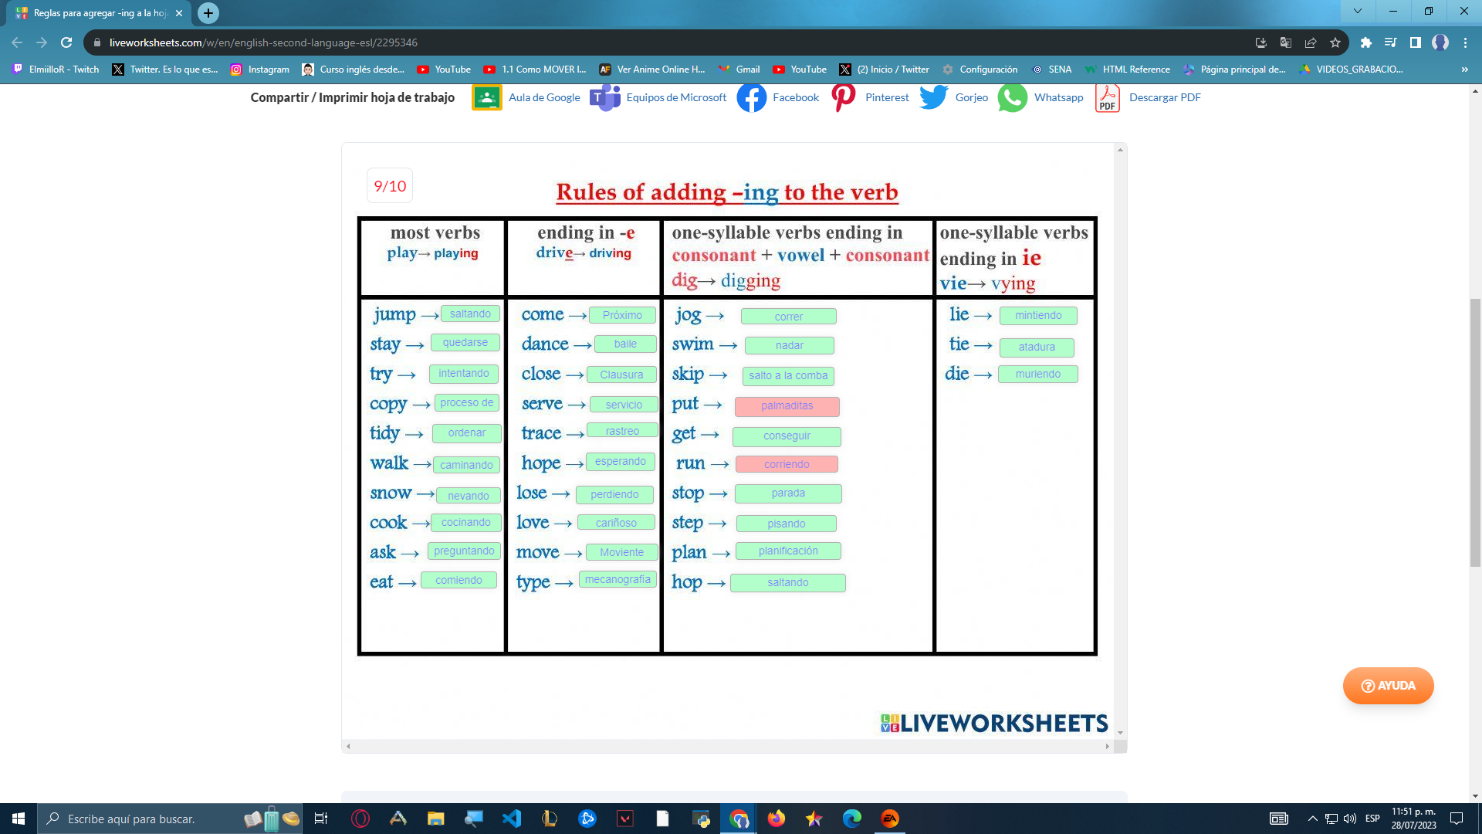 Reglas para agregar -ing a la hoj
liveworksheets.com/w/en/english-second-language-esl/2295346
ElmiilloR - Twitch Twitter. Es lo que es... Instagram Curso inglés desde... YouTube 1.1 Como MOVER l... Ver Anime Online H... Gmail YouTube (2) Inicio / Twitter Configuración SENA HTML Reference Página principal de... VIDEOS_GRABACIO... »
Compartir / Imprimir hoja de trabajo Aula de Google Equipos de Microsoft Facebook Pinterest Gorjeo Whatsapp PDF Descargar PDF
9/10
Rules of adding –ing to the verb
most verbs
play→ playing
ending in -e
drive→ driving
one-syllable verbs ending in
consonant + vowel + consonant
dig→ digging
one-syllable verbs
ending in ie
vie→ vying
jump → saltando
stay → quedarse
try → intentando
copy → proceso de
tidy → ordenar
walk → caminando
snow → nevando
cook → cocinando
ask → preguntando
eat → comiendo
come → Próximo
dance → baile
close → Clausura
serve → servicio
trace → rastreo
hope → esperando
lose → perdiendo
love → cariñoso
move → Moviente
type → mecanografía
jog → correr
swim → nadar
skip → salto a la comba
put → palmaditas
get → conseguir
run → corriendo
stop → parada
step → pisando
plan → planificación
hop → saltando
lie → mintiendo
tie → atadura
die → muriendo
AYUDA
LIVEWORKSHEETS
Escribe aquí para buscar.
ESP
11:51 p. m.
28/07/2023